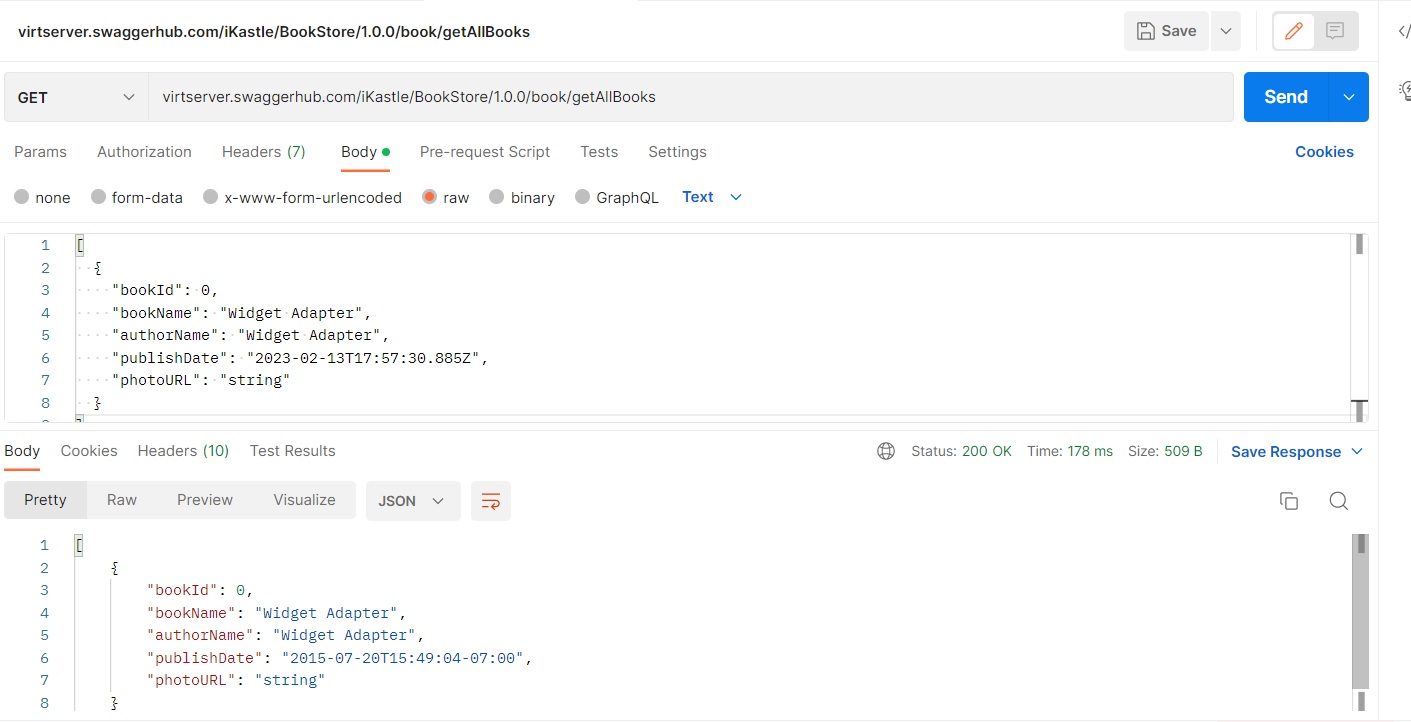 virtserver.swaggerhub.com/iKastle/BookStore/1.0.0/book/getAllBooks
Save
GET
virtserver.swaggerhub.com/iKastle/BookStore/1.0.0/book/getAllBooks
Send
Params Authorization Headers (7) Body Pre-request Script Tests Settings Cookies
none form-data x-www-form-urlencoded raw binary GraphQL Text
1 [
2 {
3 "bookId": 0,
4 "bookName": "Widget Adapter",
5 "authorName": "Widget Adapter",
6 "publishDate": "2023-02-13T17:57:30.885Z",
7 "photoURL": "string"
8 }
Body Cookies Headers (10) Test Results Status: 200 OK Time: 178 ms Size: 509 B Save Response
Pretty Raw Preview Visualize JSON
1 [
2 {
3 "bookId": 0,
4 "bookName": "Widget Adapter",
5 "authorName": "Widget Adapter",
6 "publishDate": "2015-07-20T15:49:04-07:00",
7 "photoURL": "string"
8 }